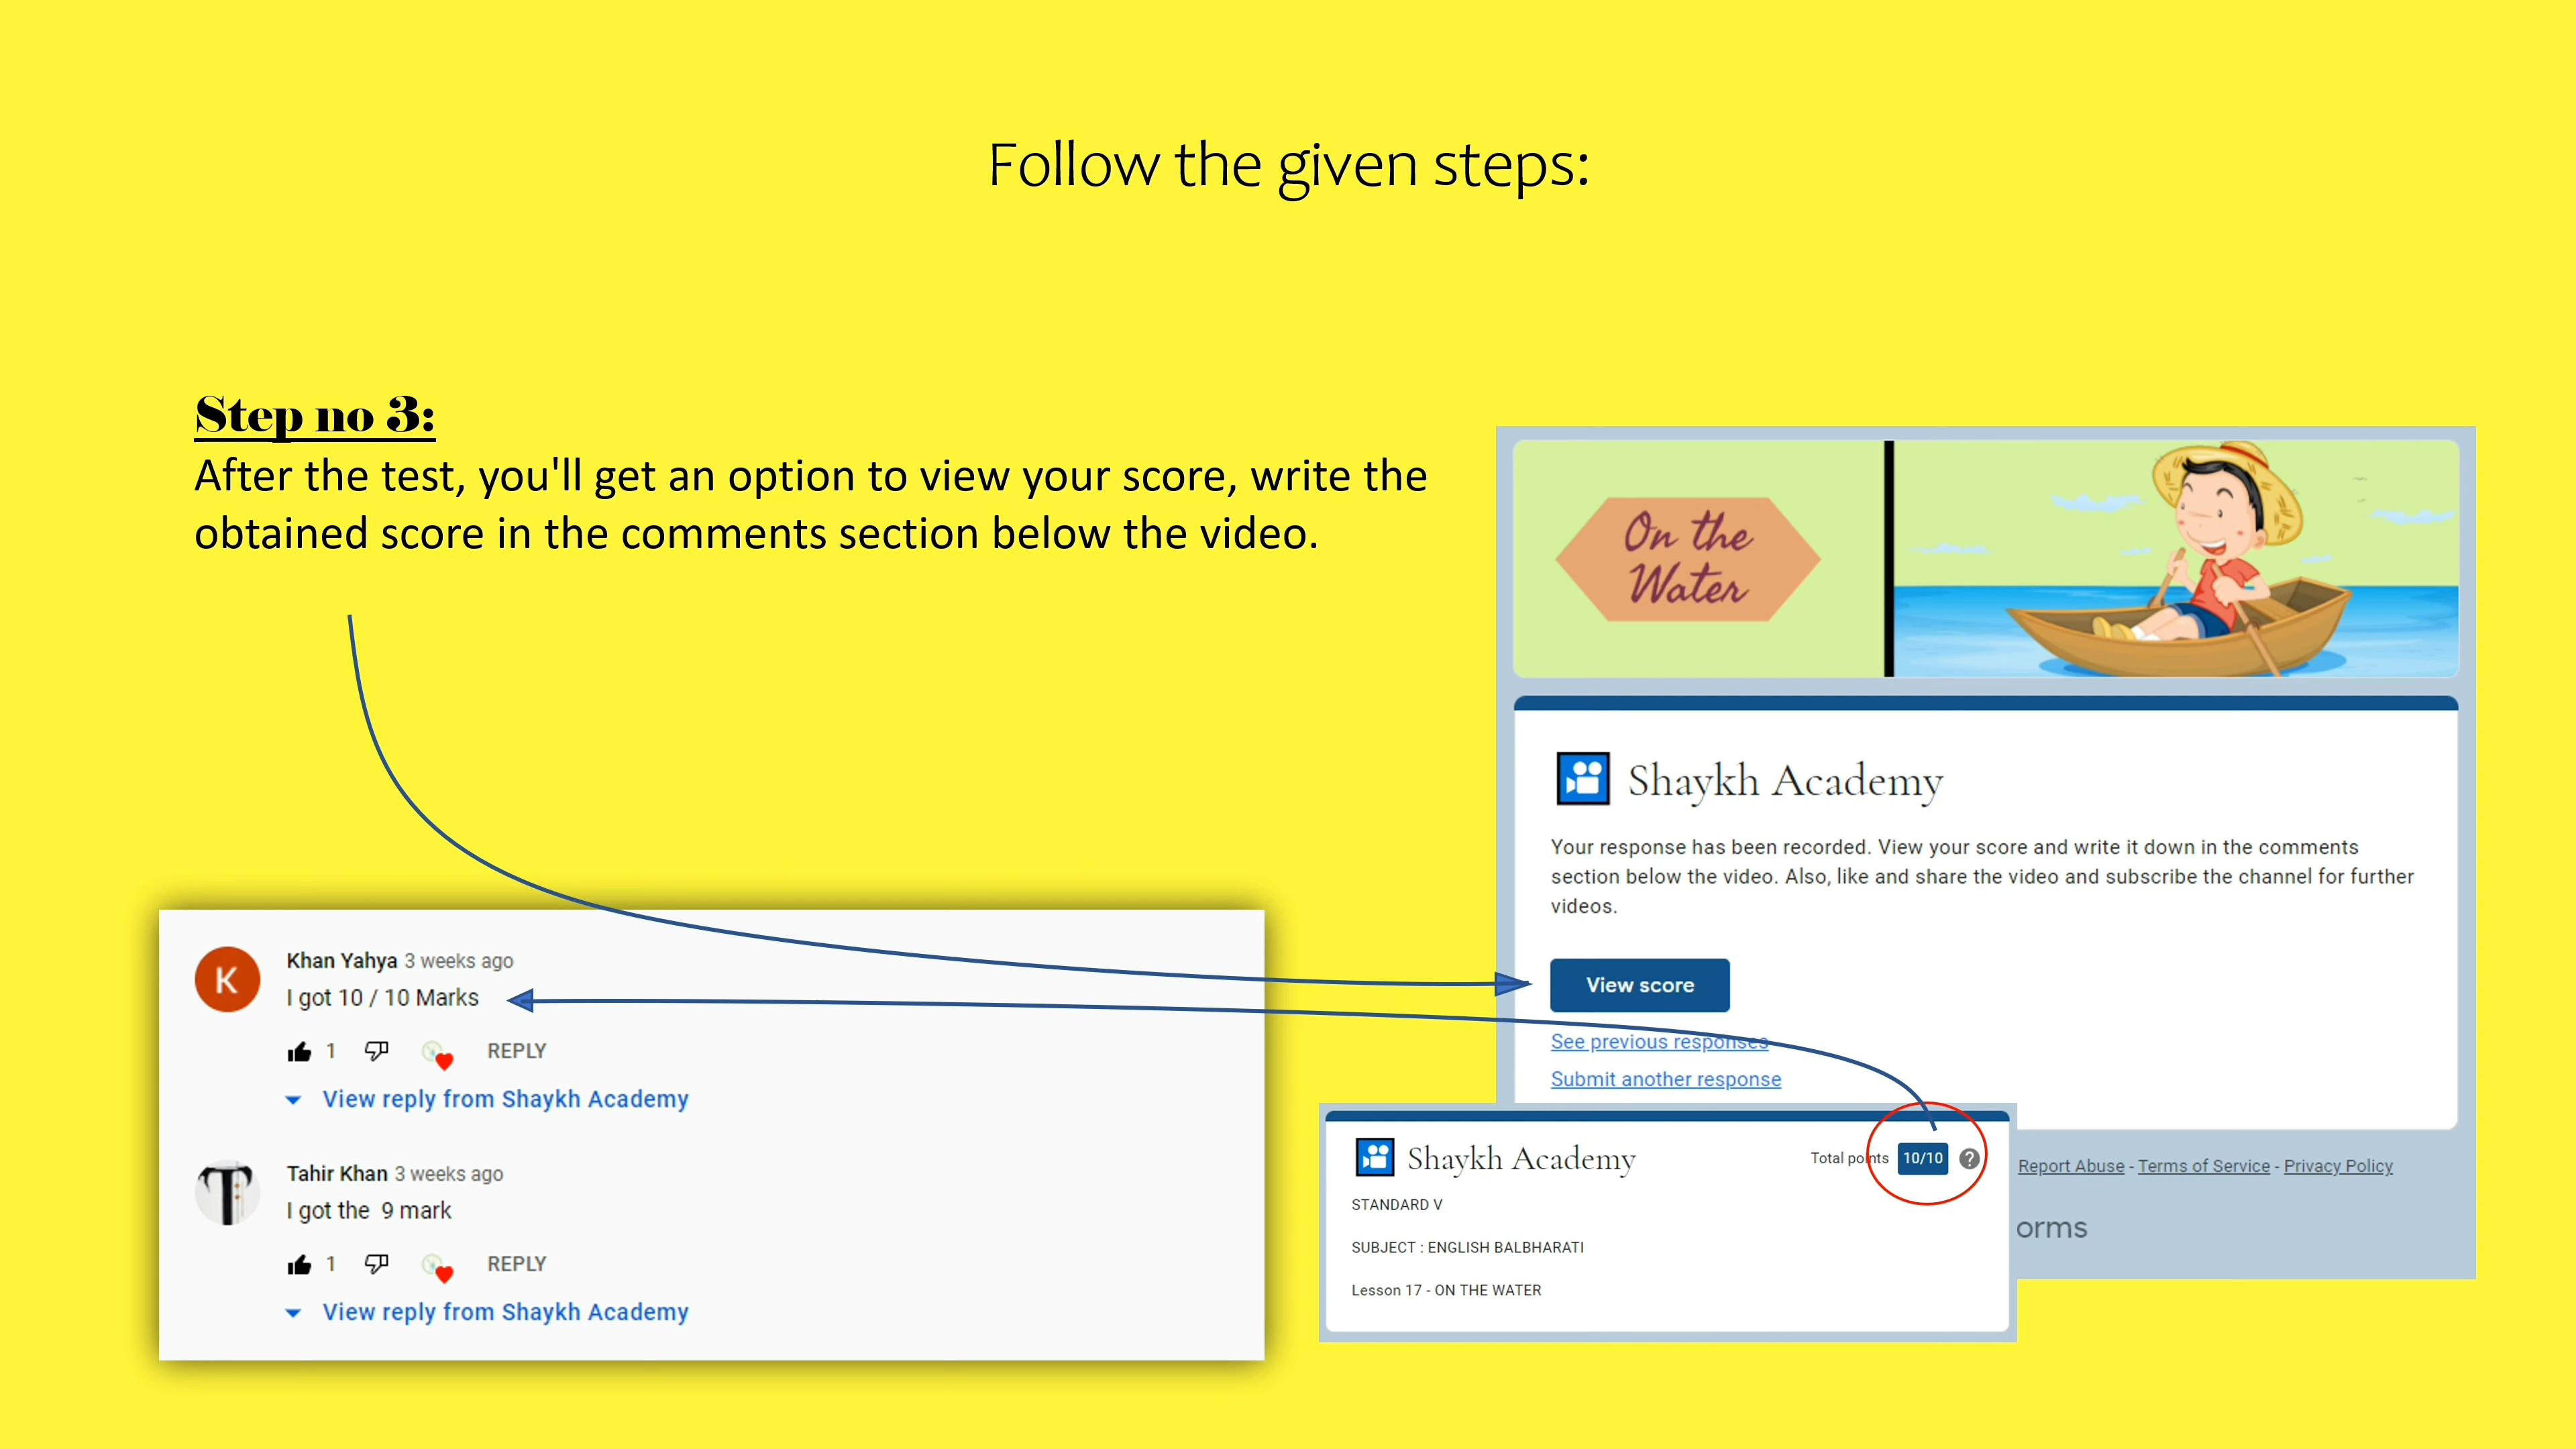 Follow the given steps:
Step no 3:
After the test, you'll get an option to view your score, write the
obtained score in the comments section below the video.
On the
Water
Shaykh Academy
Your response has been recorded. View your score and write it down in the comments
section below the video. Also, like and share the video and subscribe the channel for further
videos.
View score
See previous responses
Submit another response
Khan Yahya 3 weeks ago
K
I got 10 / 10 Marks
1 REPLY
View reply from Shaykh Academy
Tahir Khan 3 weeks ago
T
I got the 9 mark
1 REPLY
View reply from Shaykh Academy
Shaykh Academy
Total points 10/10 ?
STANDARD V
SUBJECT : ENGLISH BALBHARATI
Lesson 17 - ON THE WATER
Report Abuse - Terms of Service - Privacy Policy
orms